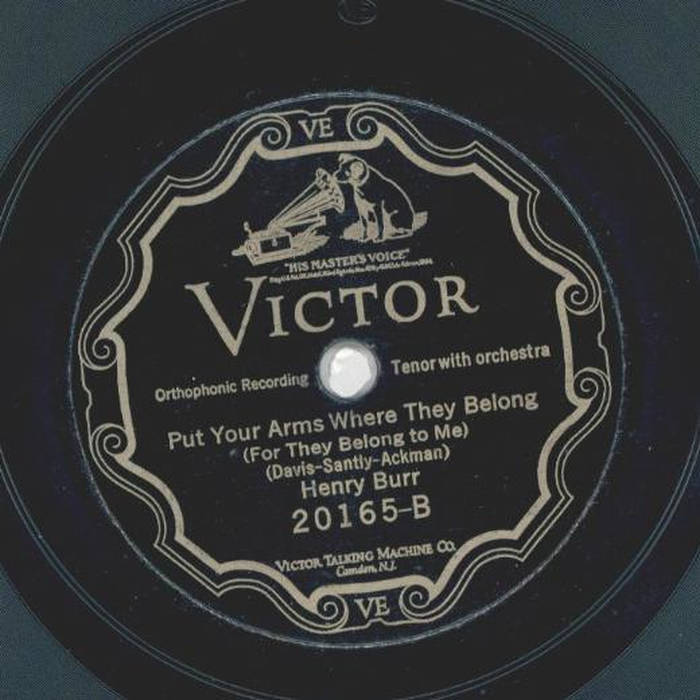 VE
"HIS MASTER'S VOICE"
VICTOR
Orthophonic Recording
Tenor with orchestra
Put Your Arms Where They Belong
(For They Belong to Me)
(Davis-Santly-Ackman)
Henry Burr
20165-B
VICTOR TALKING MACHINE CO.
Camden, N.J.
VE